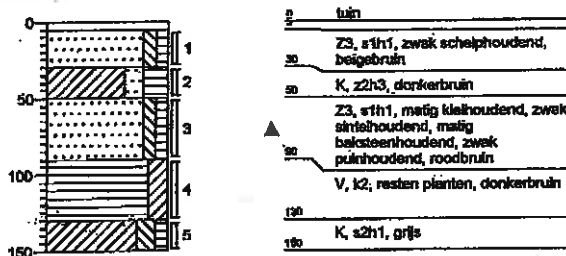 0
50
100
150
1
2
3
4
5
tuin
Z3, s1h1, zwak schelphoudend,
beigebruin
30
K, z2h3, donkerbruin
50
Z3, s1h1, matig kleihoudend, zwak
sintelhoudend, matig
baksteenhoudend, zwak
puinhoudend, roodbruin
90
V, k2, resten planten, donkerbruin
130
K, s2h1, grijs
150